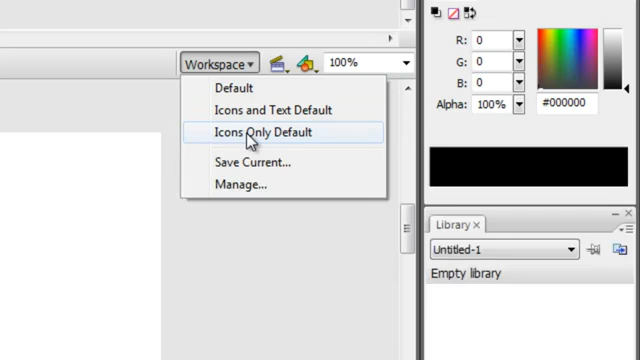 R: 0
G: 0
B: 0
Alpha: 100% #000000
Workspace 100%
Default
Icons and Text Default
Icons Only Default
Save Current...
Manage...
Library ×
Untitled-1
Empty library